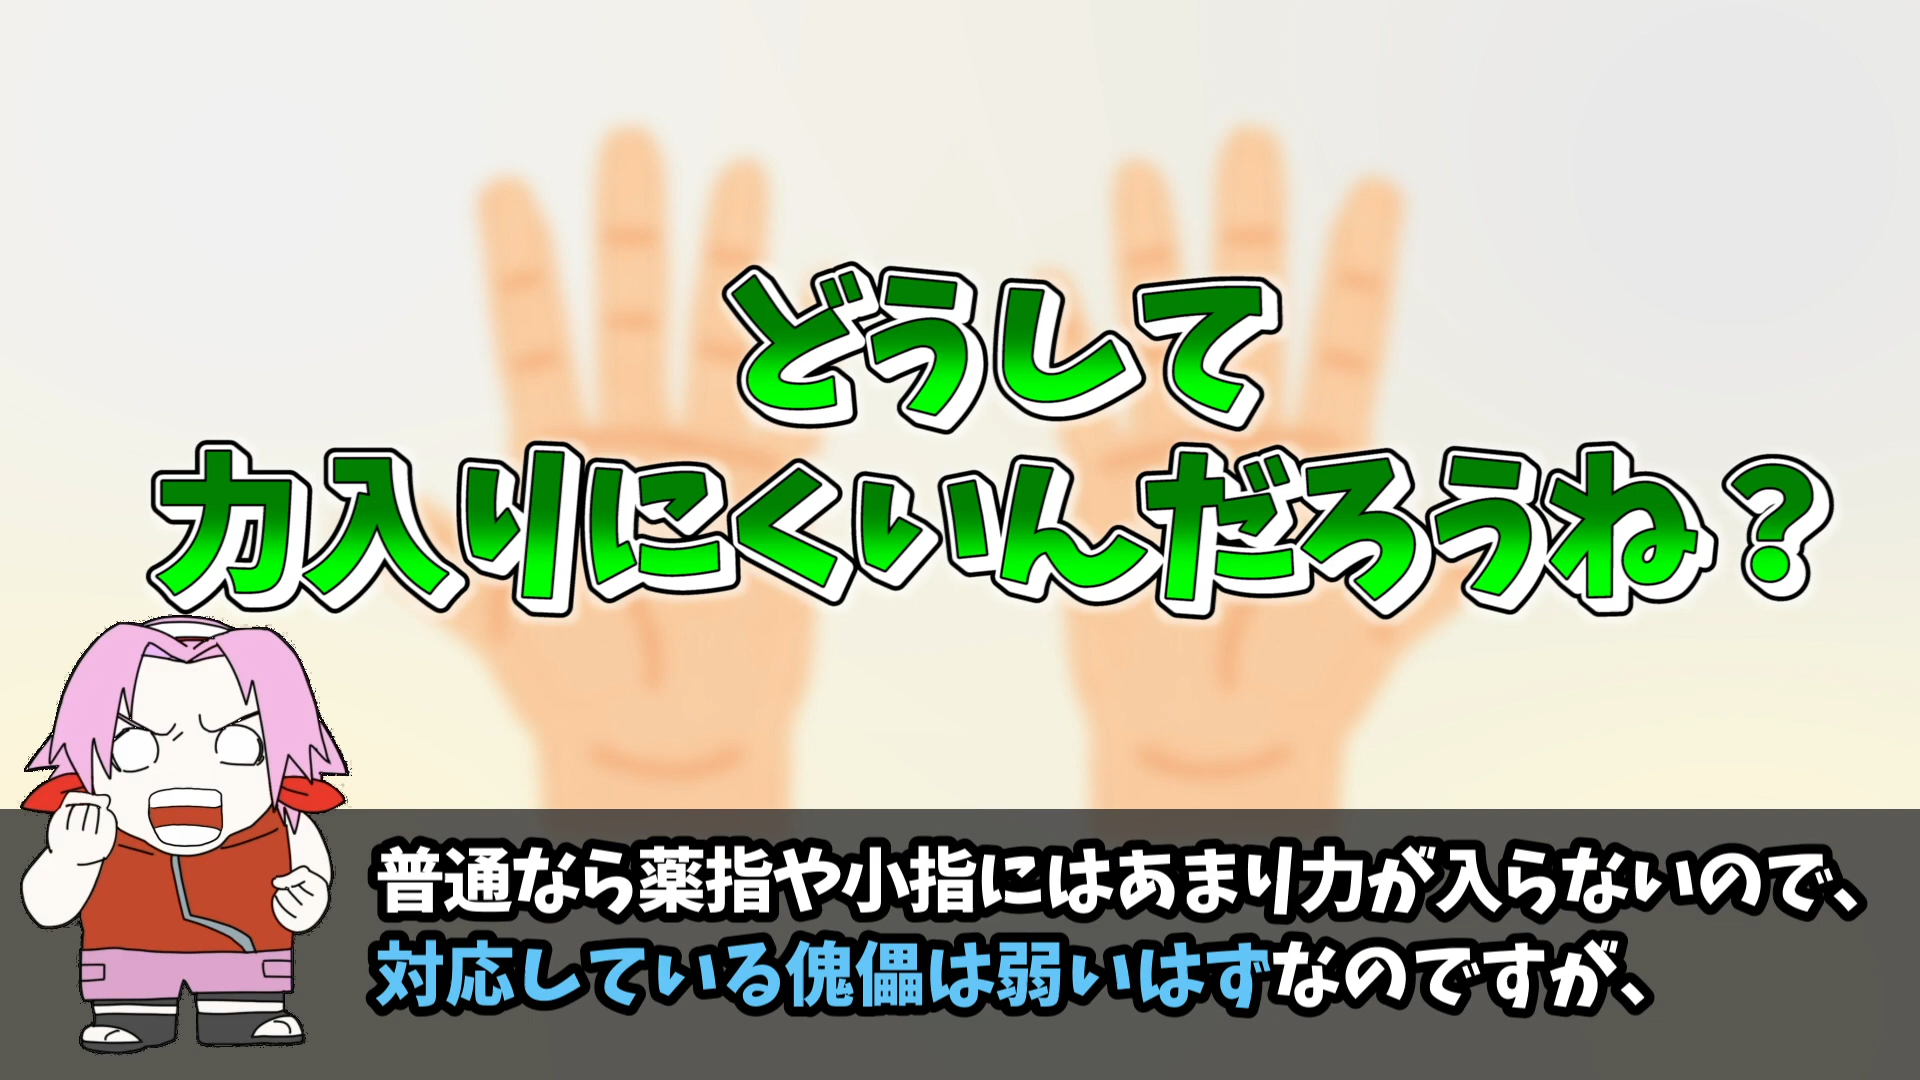 どうして
力入りにくいんだろうね？
普通なら薬指や小指にはあまり力が入らないので、
対応している傀儡は弱いはずなのですが、